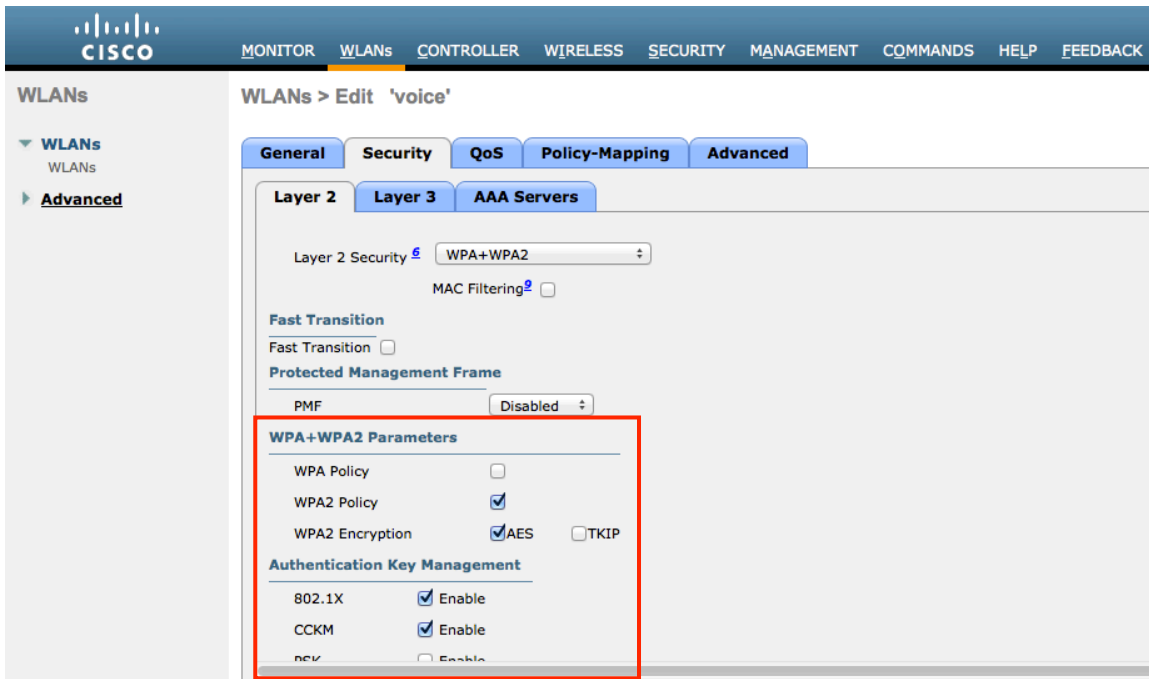 CISCO
MONITOR WLANs CONTROLLER WIRELESS SECURITY MANAGEMENT COMMANDS HELP FEEDBACK
WLANs
WLANs
WLANs
Advanced
WLANs > Edit 'voice'
General Security QoS Policy-Mapping Advanced
Layer 2 Layer 3 AAA Servers
Layer 2 Security 6 WPA+WPA2
MAC Filtering 9
Fast Transition
Fast Transition
Protected Management Frame
PMF Disabled
WPA+WPA2 Parameters
WPA Policy
WPA2 Policy
WPA2 Encryption AES TKIP
Authentication Key Management
802.1X Enable
CCKM Enable
PSK Enable